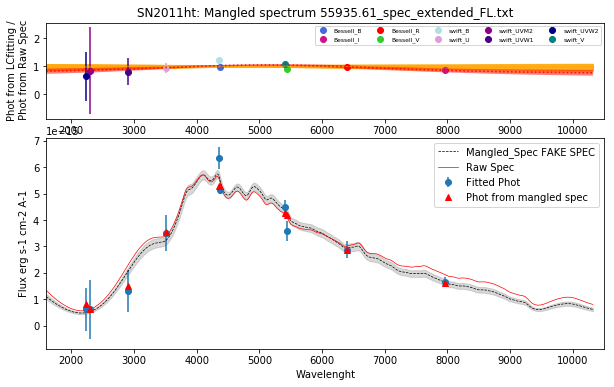 SN2011ht: Mangled spectrum 55935.61_spec_extended_FL.txt
Phot from LCfitting /
Phot from Raw Spec
2
1
0
Bessell_B
Bessell_I
Bessell_R
Bessell_V
swift_B
swift_U
swift_UVM2
swift_UVW1
swift_UVW2
swift_V
2000 3000 4000 5000 6000 7000 8000 9000 10000
1e−15
Flux erg s-1 cm-2 A-1
7
6
5
4
3
2
1
0
Mangled_Spec FAKE SPEC
Raw Spec
Fitted Phot
Phot from mangled spec
2000 3000 4000 5000 6000 7000 8000 9000 10000
Wavelenght